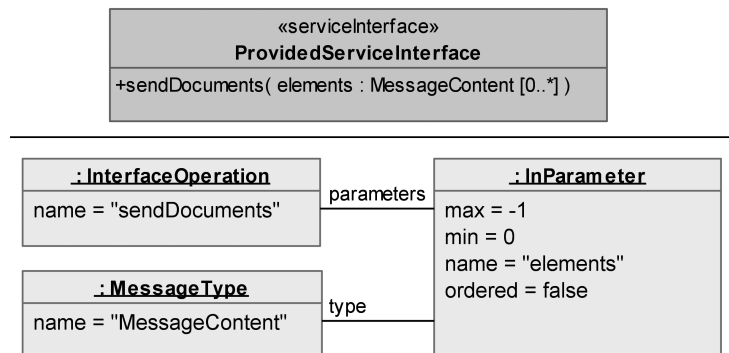 «serviceInterface»
ProvidedServiceInterface
+sendDocuments( elements : MessageContent [0..*] )
: InterfaceOperation
name = "sendDocuments"
parameters
: InParameter
max = -1
min = 0
name = "elements"
ordered = false
: MessageType
name = "MessageContent"
type